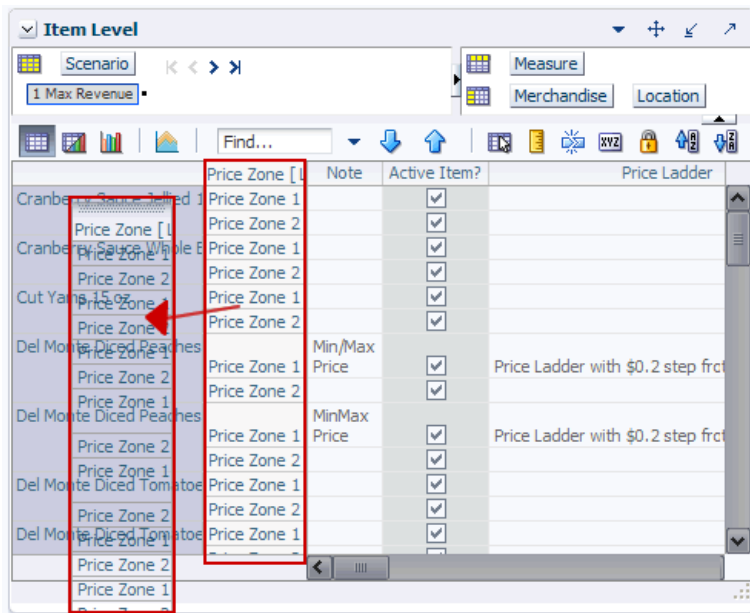 Item Level
Scenario
Measure
1 Max Revenue
Merchandise Location
Find...
XYZ
Price Zone [ L Note Active Item? Price Ladder
Cranberry Sauce Jellied 1 Price Zone 1
Price Zone [ L
Price Zone 2
Cranberry Sauce Whole B Price Zone 1 Price Zone 1
Price Zone 2 Price Zone 2
Cut Yams 15 oz Price Zone 1 Price Zone 1
Price Zone 2 Price Zone 2
Del Monte Diced Peaches Price Zone 1 Min/Max
Price Zone 1 Price Price Ladder with $0.2 step frot
Price Zone 2 Price Zone 2
Price Zone 1
Del Monte Diced Peaches MinMax
Price Zone 1 Price Price Ladder with $0.2 step frot
Price Zone 2 Price Zone 2
Price Zone 1
Del Monte Diced Tomatoe Price Zone 1
Price Zone 2 Price Zone 2
Del Monte Diced Tomatoe Price Zone 1 Price Zone 1
Price Zone 2
Price Zone 1